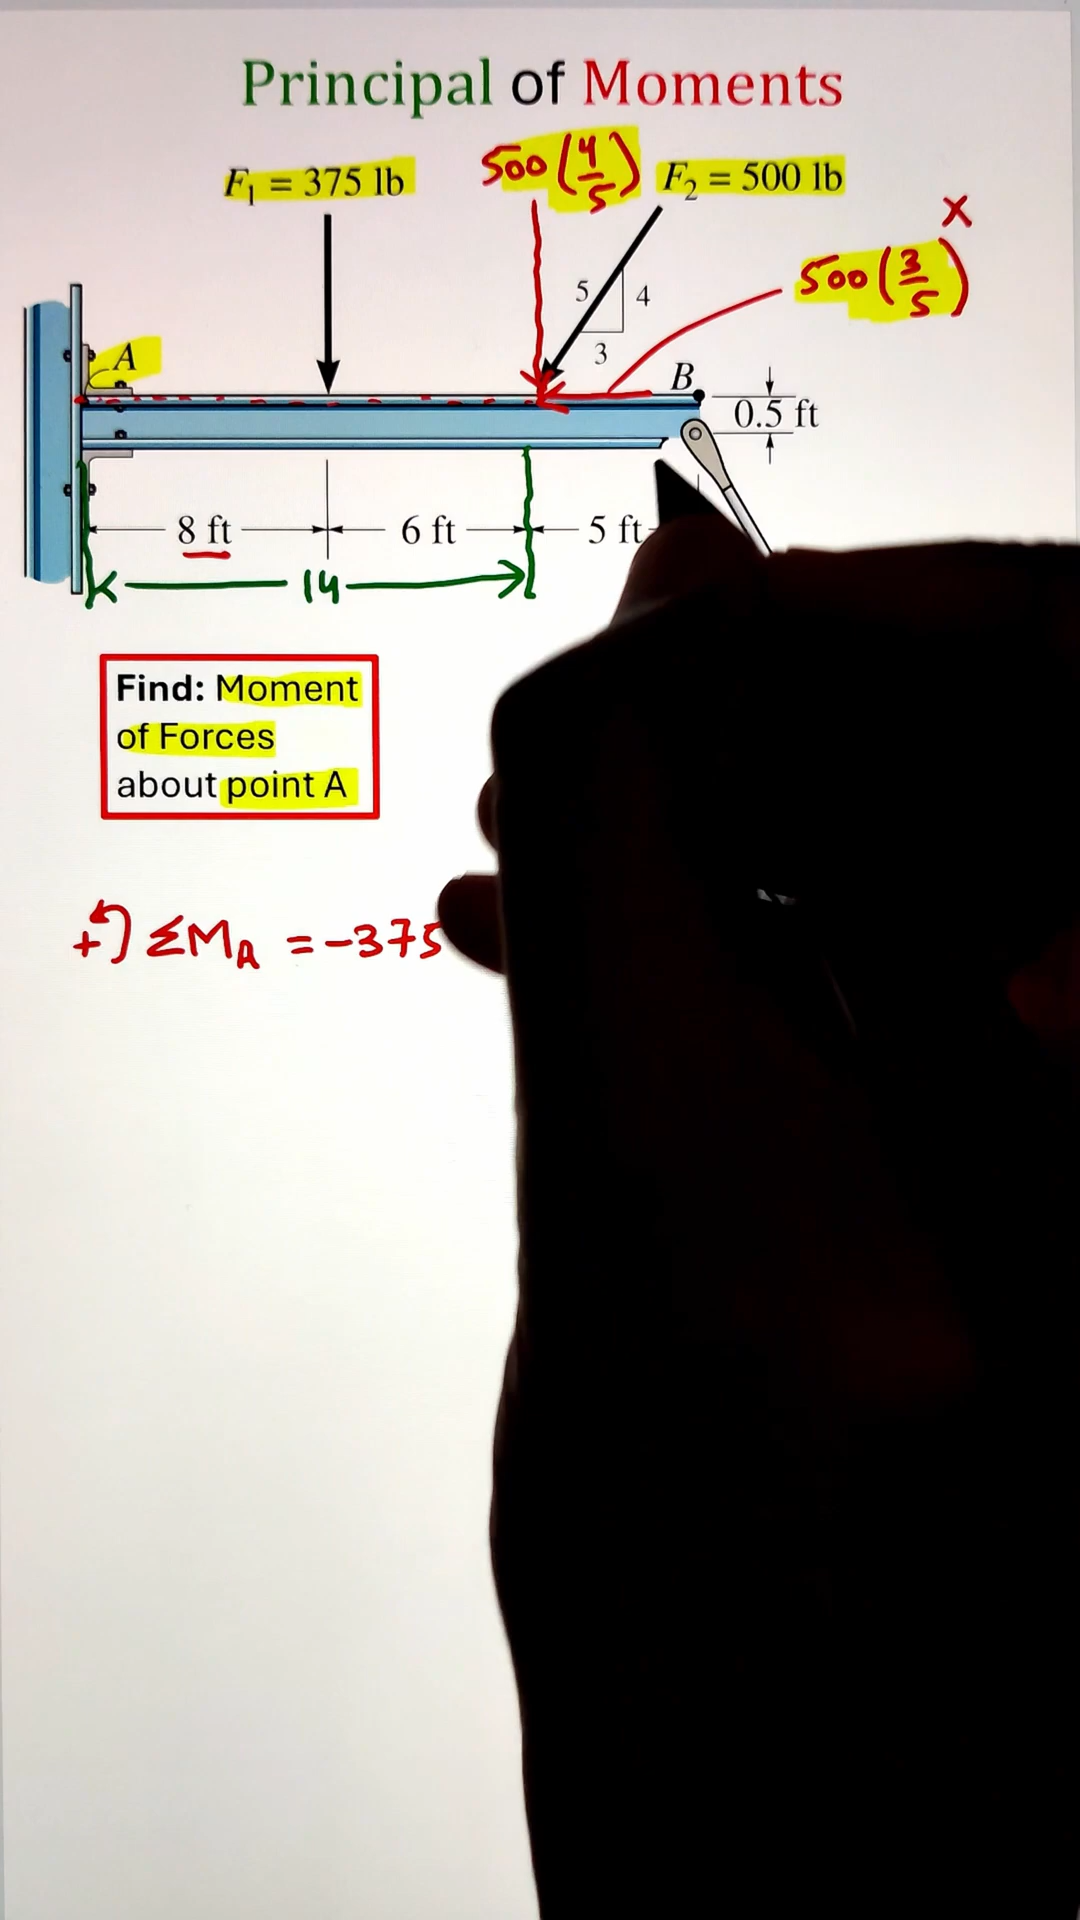 Principal of Moments
F₁ = 375 lb
500 (4/5)
F₂ = 500 lb
X
500 (3/5)
5
4
3
A
B
0.5 ft
8 ft
6 ft
5 ft
14
Find: Moment
of Forces
about point A
+ ΣM_A = -375